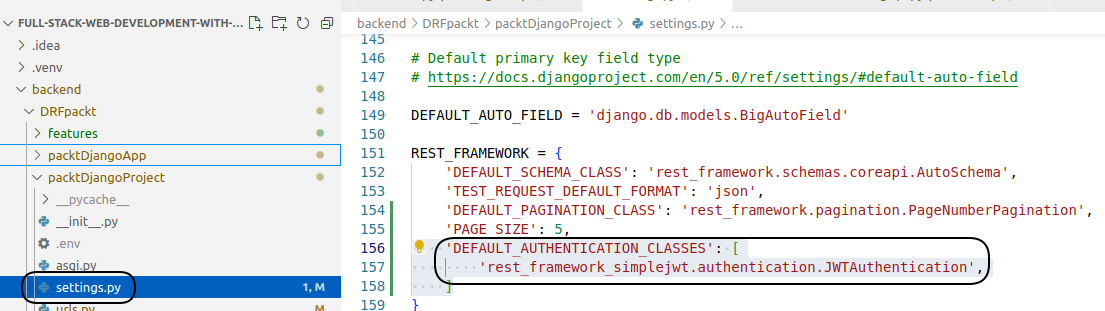 FULL-STACK-WEB-DEVELOPMENT-WITH-...
.idea
.venv
backend
DRFpackt
features
packtDjangoApp
packtDjangoProject
__pycache__
__init__.py
.env
asgi.py
settings.py 1, M
urls.py M
backend > DRFpackt > packtDjangoProject > settings.py > ...
145
146 # Default primary key field type
147 # https://docs.djangoproject.com/en/5.0/ref/settings/#default-auto-field
148
149 DEFAULT_AUTO_FIELD = 'django.db.models.BigAutoField'
150
151 REST_FRAMEWORK = {
152 'DEFAULT_SCHEMA_CLASS': 'rest_framework.schemas.coreapi.AutoSchema',
153 'TEST_REQUEST_DEFAULT_FORMAT': 'json',
154 'DEFAULT_PAGINATION_CLASS': 'rest_framework.pagination.PageNumberPagination',
155 'PAGE_SIZE': 5,
156 'DEFAULT_AUTHENTICATION_CLASSES': [
157 'rest_framework_simplejwt.authentication.JWTAuthentication',
158 ]
159 }